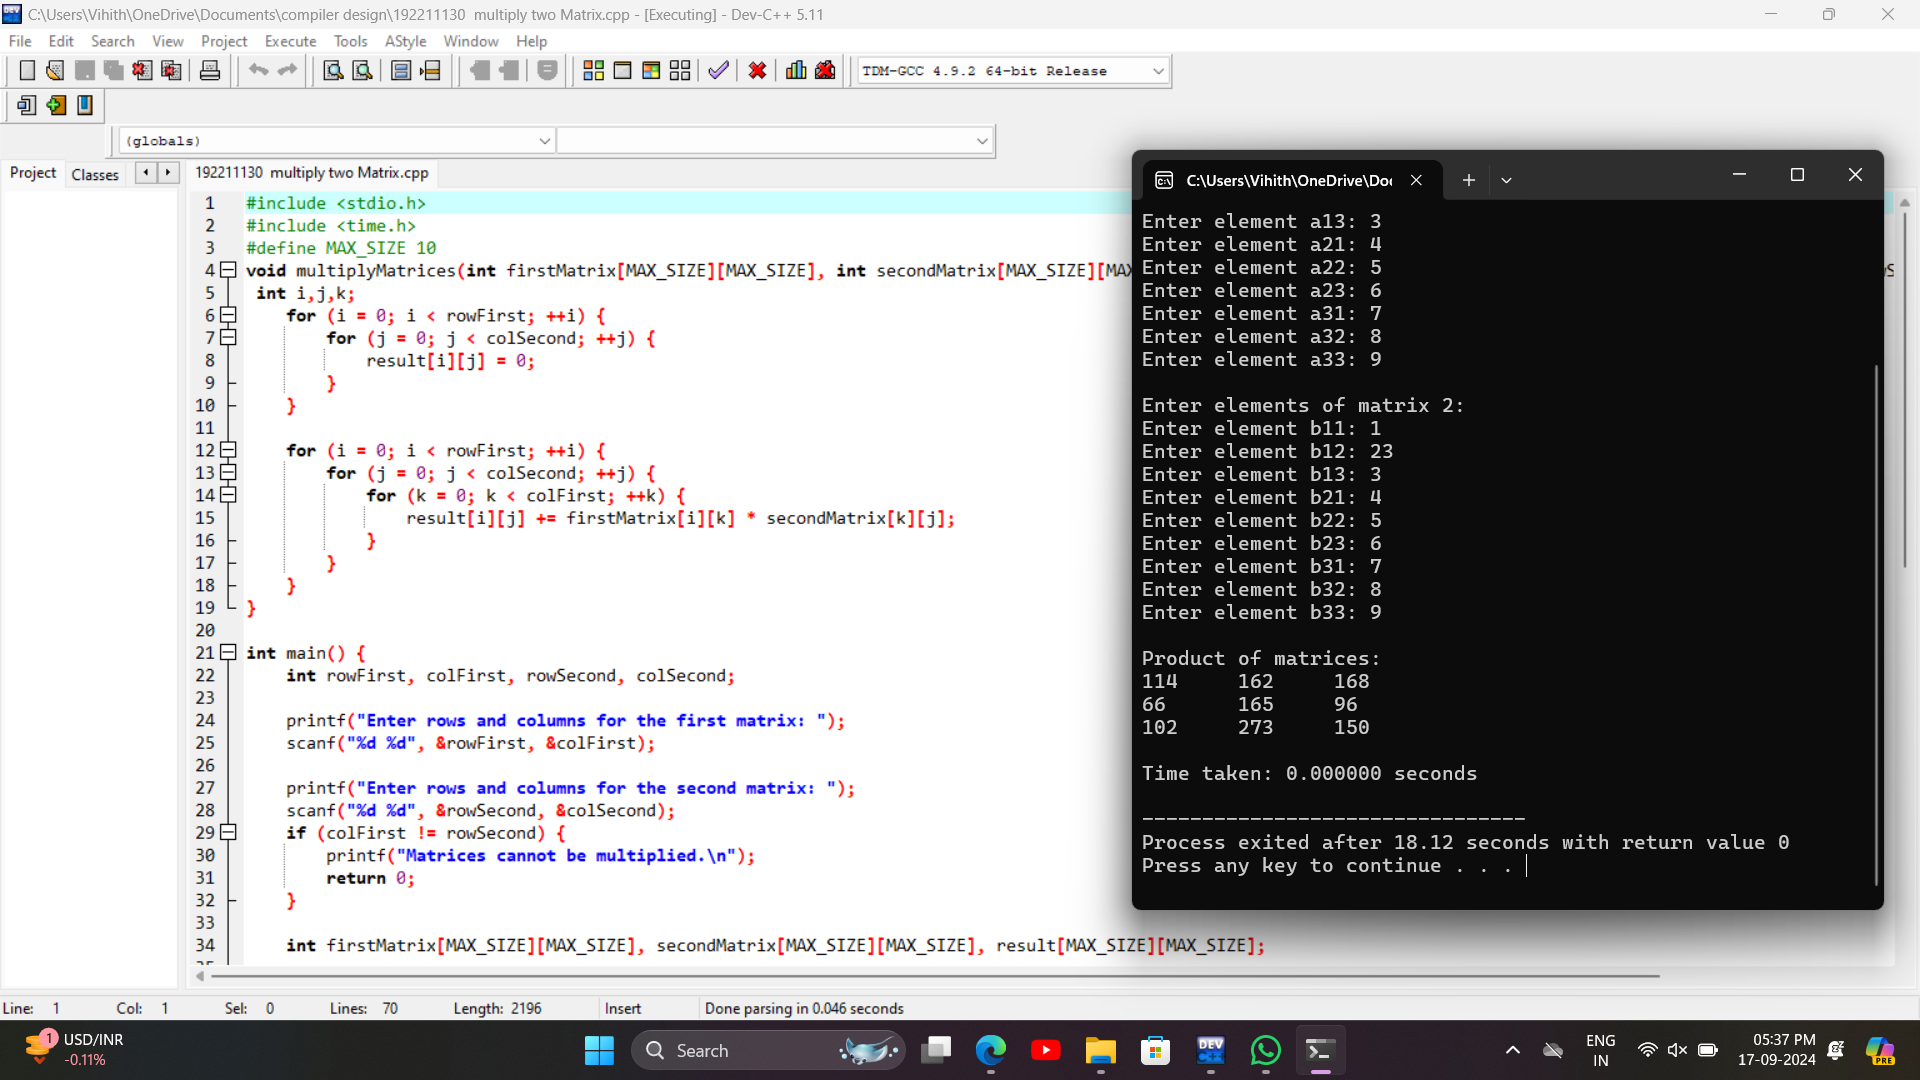 C:\Users\Vihith\OneDrive\Documents\compiler design\192211130  multiply two Matrix.cpp - [Executing] - Dev-C++ 5.11
File Edit Search View Project Execute Tools AStyle Window Help
TDM-GCC 4.9.2 64-bit Release
(globals)
Project Classes
192211130  multiply two Matrix.cpp
1 #include <stdio.h>
2 #include <time.h>
3 #define MAX_SIZE 10
4 void multiplyMatrices(int firstMatrix[MAX_SIZE][MAX_SIZE], int secondMatrix[MAX_SIZE][MAX
5 int i,j,k;
6 for (i = 0; i < rowFirst; ++i) {
7 for (j = 0; j < colSecond; ++j) {
8 result[i][j] = 0;
9 }
10 }
11
12 for (i = 0; i < rowFirst; ++i) {
13 for (j = 0; j < colSecond; ++j) {
14 for (k = 0; k < colFirst; ++k) {
15 result[i][j] += firstMatrix[i][k] * secondMatrix[k][j];
16 }
17 }
18 }
19 }
20
21 int main() {
22 int rowFirst, colFirst, rowSecond, colSecond;
23
24 printf("Enter rows and columns for the first matrix: ");
25 scanf("%d %d", &rowFirst, &colFirst);
26
27 printf("Enter rows and columns for the second matrix: ");
28 scanf("%d %d", &rowSecond, &colSecond);
29 if (colFirst != rowSecond) {
30 printf("Matrices cannot be multiplied.\n");
31 return 0;
32 }
33
34 int firstMatrix[MAX_SIZE][MAX_SIZE], secondMatrix[MAX_SIZE][MAX_SIZE], result[MAX_SIZE][MAX_SIZE];
C:\Users\Vihith\OneDrive\Doc
Enter element a13: 3
Enter element a21: 4
Enter element a22: 5
Enter element a23: 6
Enter element a31: 7
Enter element a32: 8
Enter element a33: 9
Enter elements of matrix 2:
Enter element b11: 1
Enter element b12: 23
Enter element b13: 3
Enter element b21: 4
Enter element b22: 5
Enter element b23: 6
Enter element b31: 7
Enter element b32: 8
Enter element b33: 9
Product of matrices:
114 162 168
66 165 96
102 273 150
Time taken: 0.000000 seconds
--------------------------------
Process exited after 18.12 seconds with return value 0
Press any key to continue . . .
Line: 1 Col: 1 Sel: 0 Lines: 70 Length: 2196 Insert Done parsing in 0.046 seconds
1 USD/INR
-0.11%
Search
DEV
ENG
IN
05:37 PM
17-09-2024
PRE